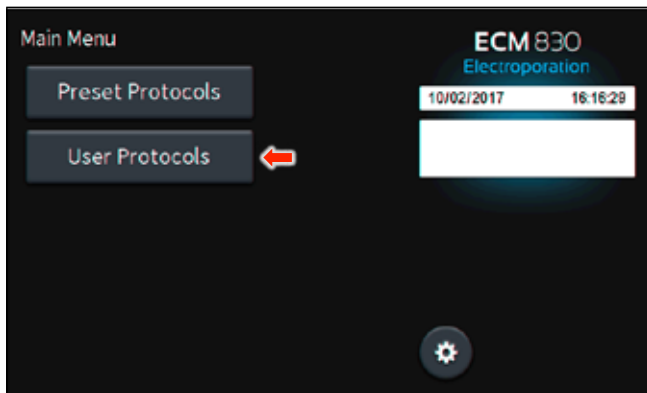 Main Menu
Preset Protocols
User Protocols
ECM 830
Electroporation
10/02/2017 16:16:29